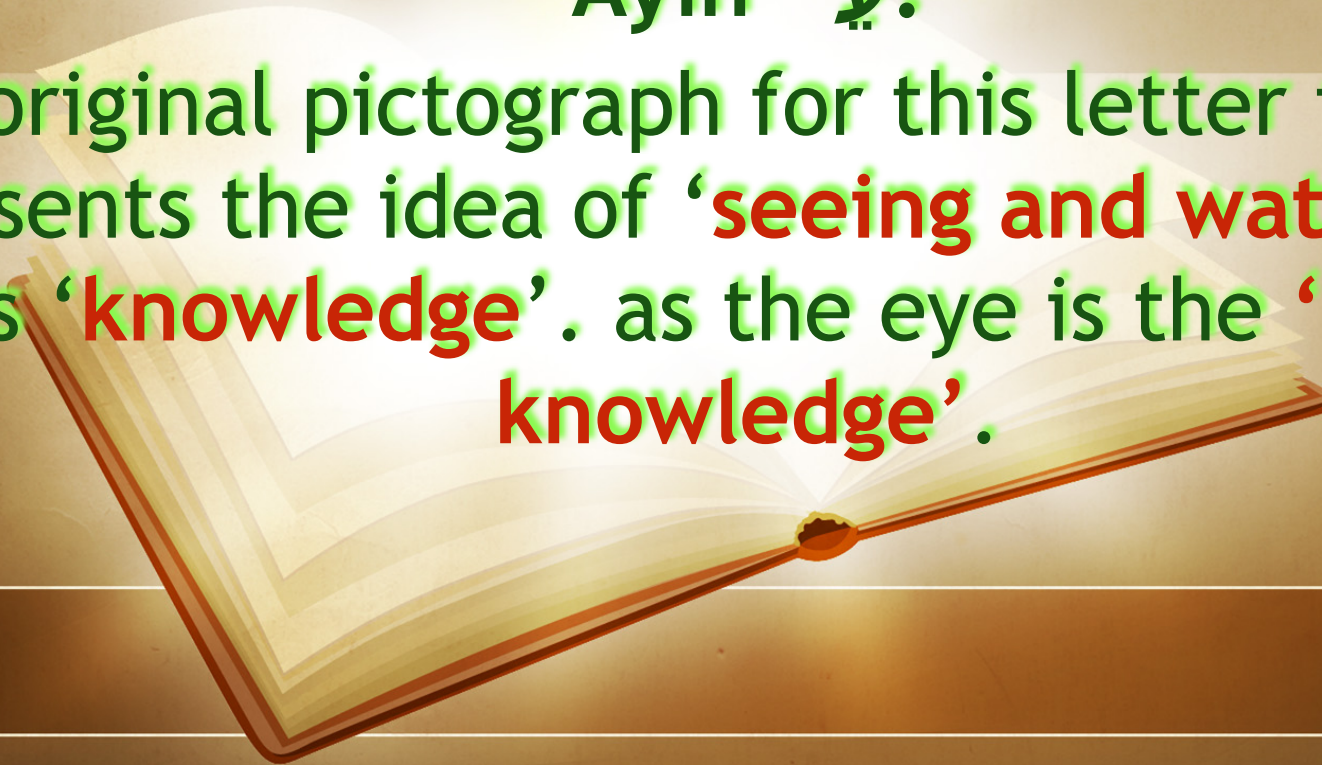 Ayin
original pictograph for this letter
sents the idea of ‘seeing and wat
s ‘knowledge’. as the eye is the ‘
knowledge’.